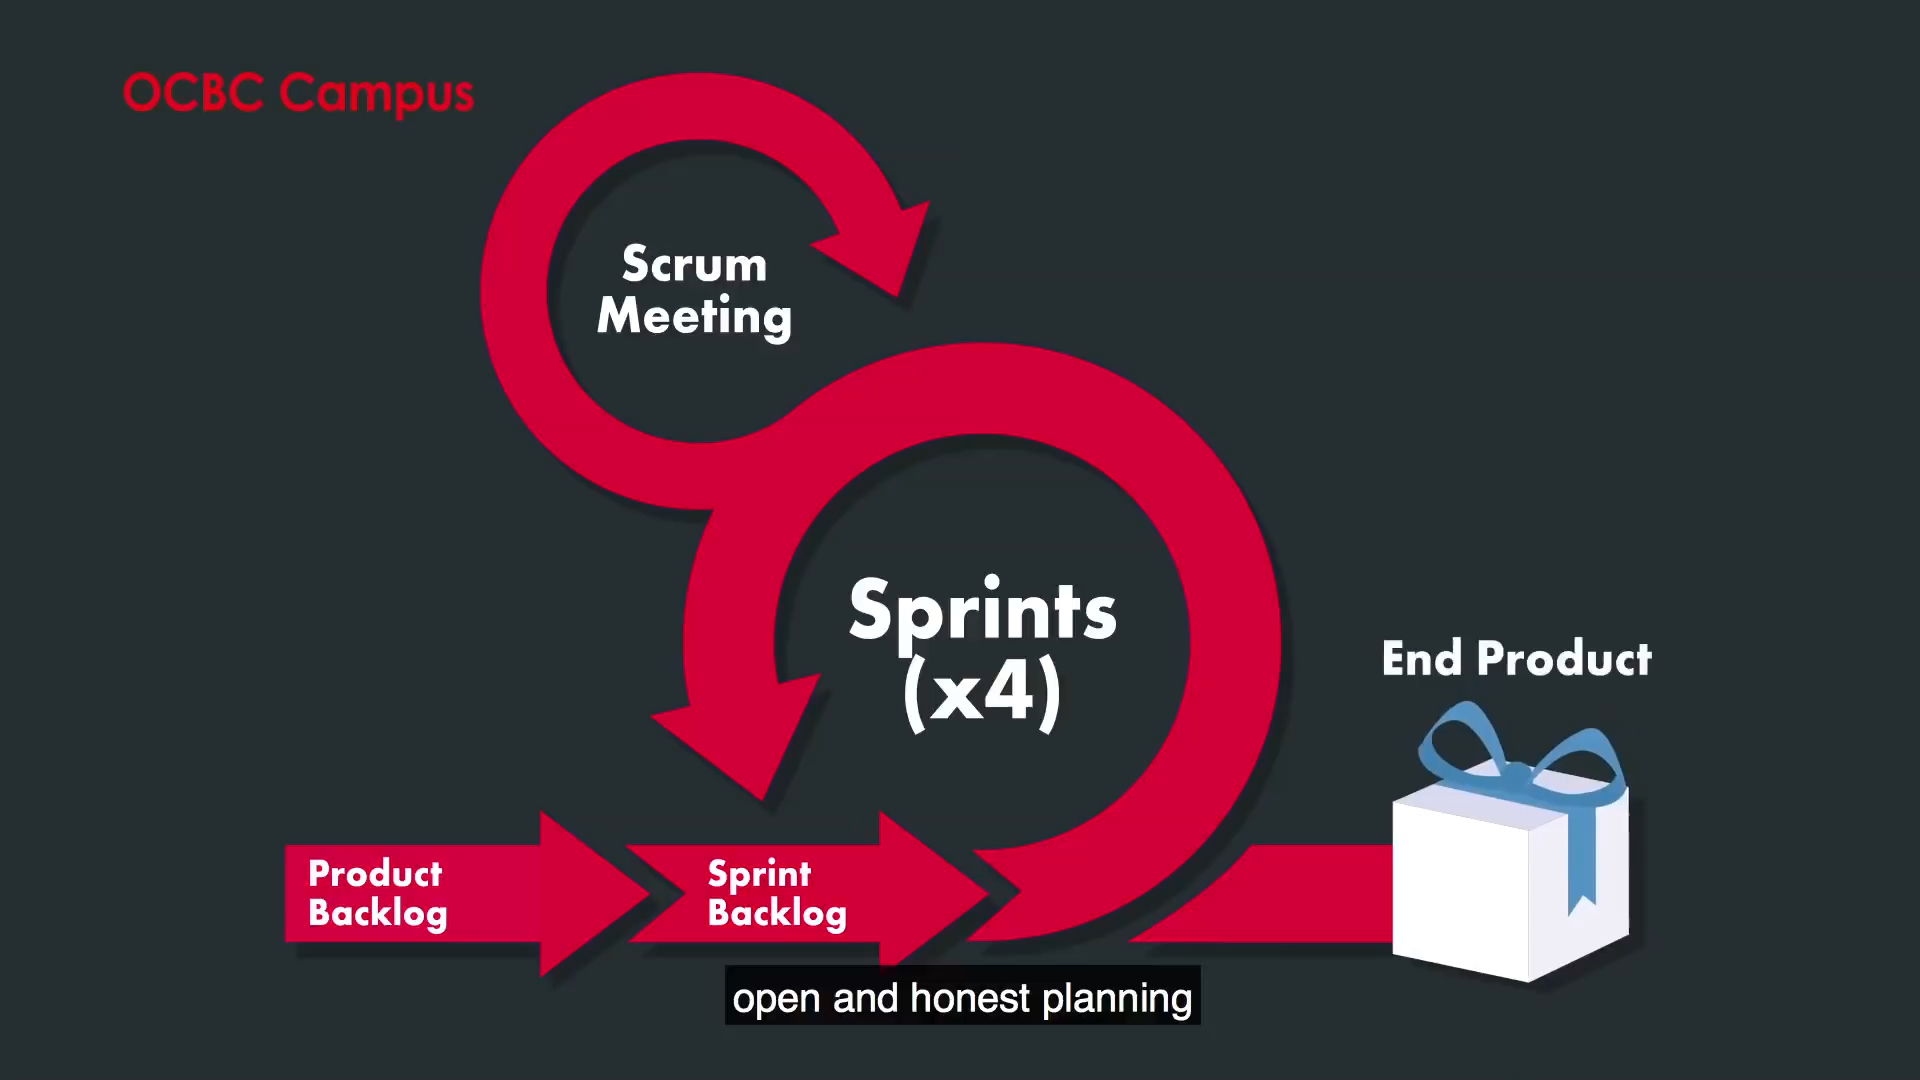 OCBC Campus
Scrum
Meeting
Sprints
(x4)
End Product
Product
Backlog
Sprint
Backlog
open and honest planning